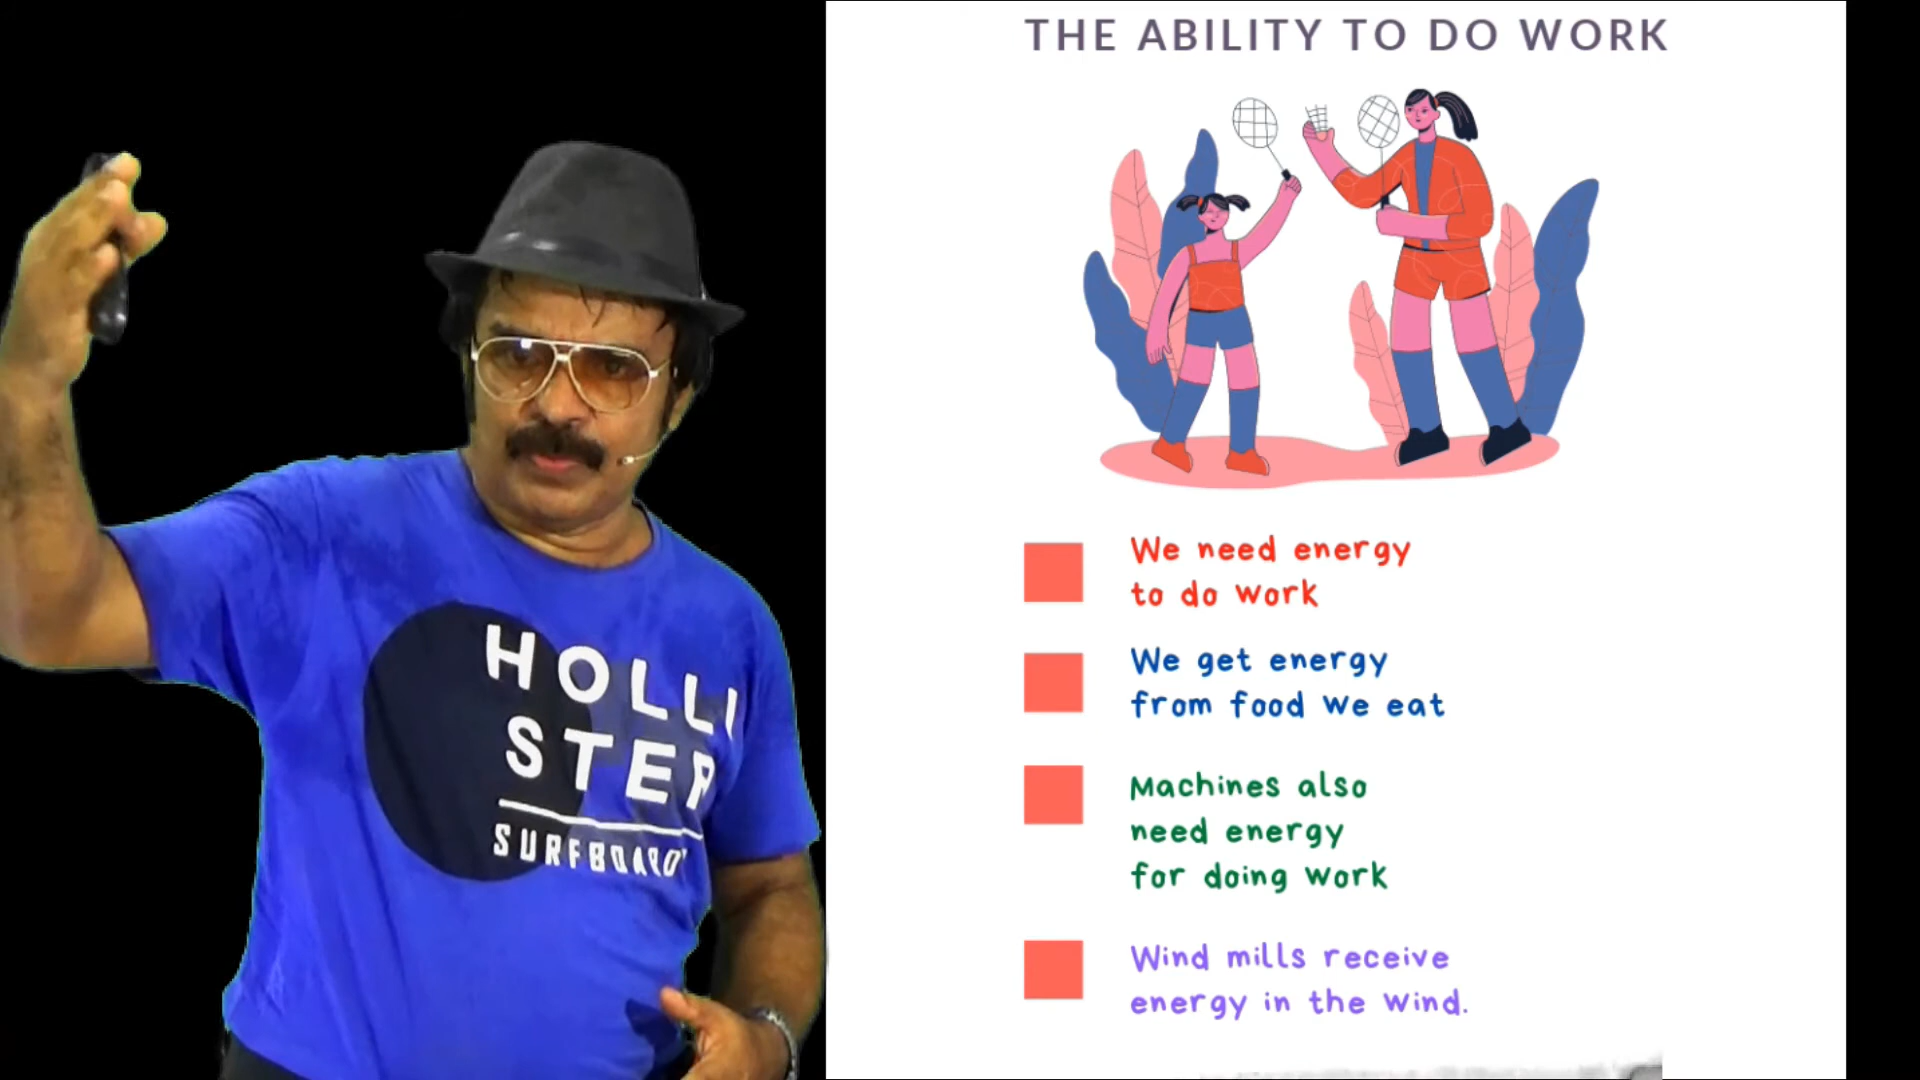 THE ABILITY TO DO WORK
HOLLI
STER
SURFBOARD
We need energy
to do work
We get energy
from food we eat
Machines also
need energy
for doing work
Wind mills receive
energy in the wind.